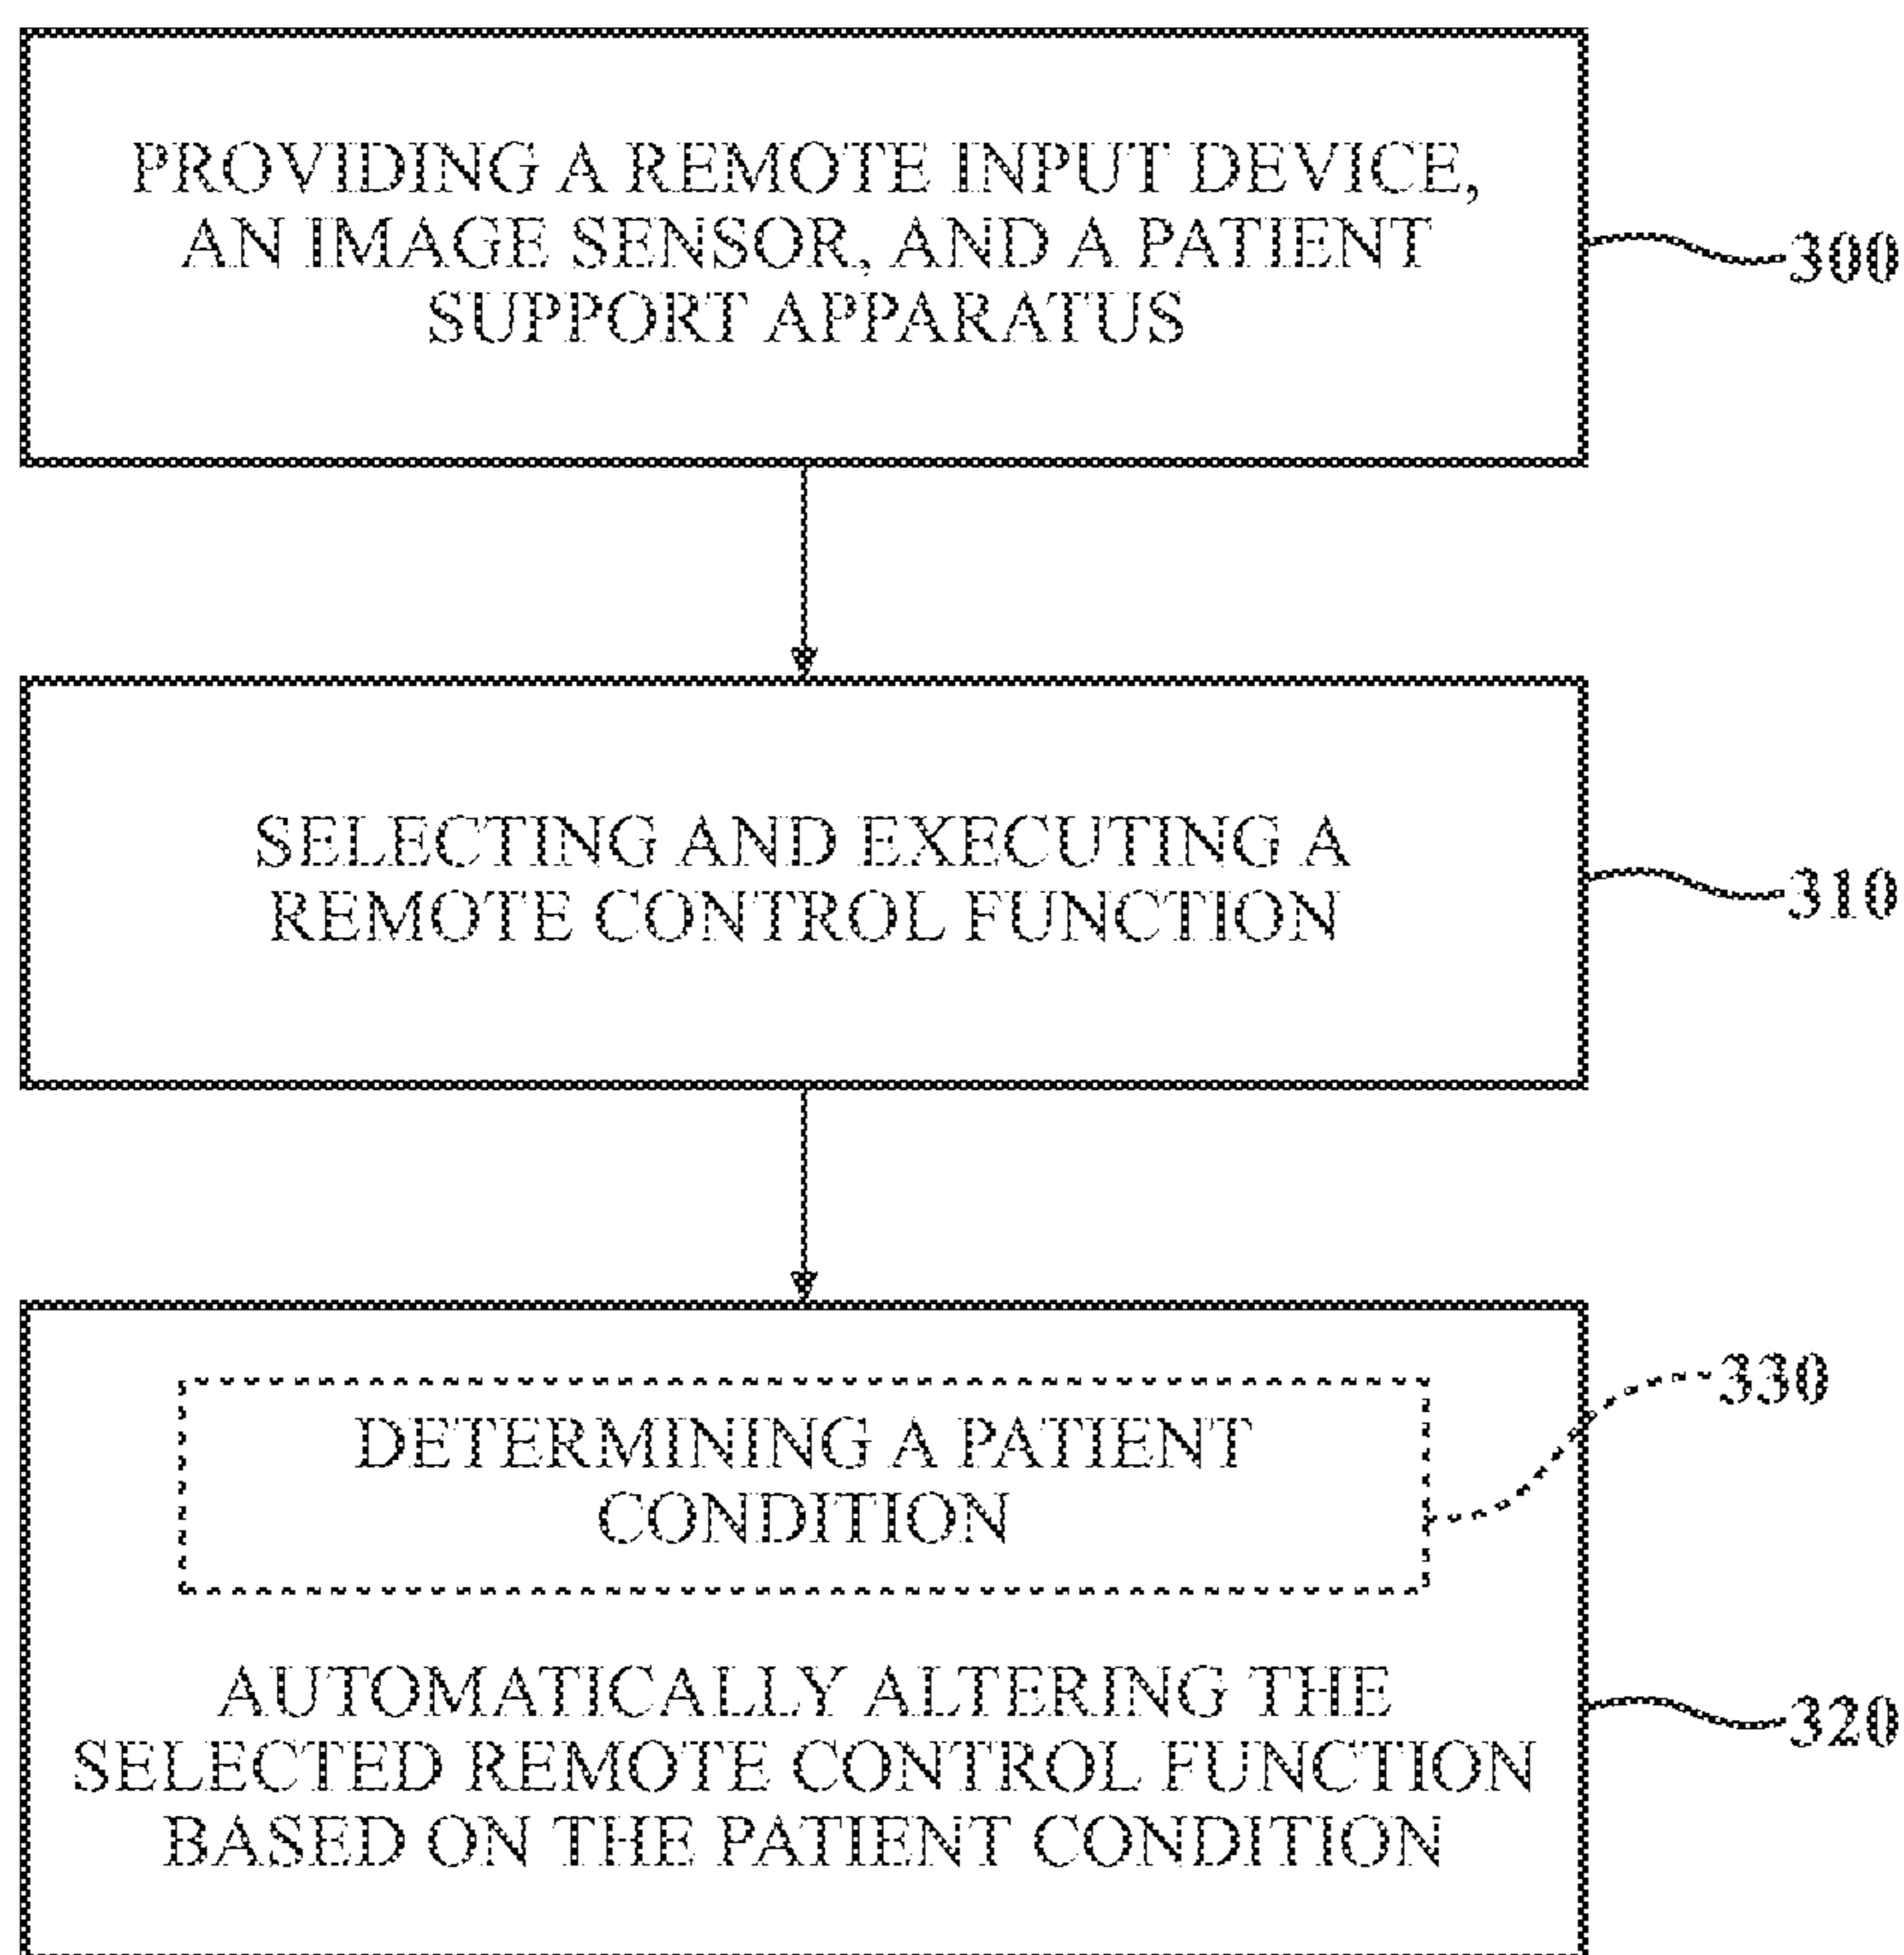 PROVIDING A REMOTE INPUT DEVICE,
AN IMAGE SENSOR, AND A PATIENT
SUPPORT APPARATUS
300
SELECTING AND EXECUTING A
REMOTE CONTROL FUNCTION
310
DETERMINING A PATIENT
CONDITION
330
AUTOMATICALLY ALTERING THE
SELECTED REMOTE CONTROL FUNCTION
BASED ON THE PATIENT CONDITION
320